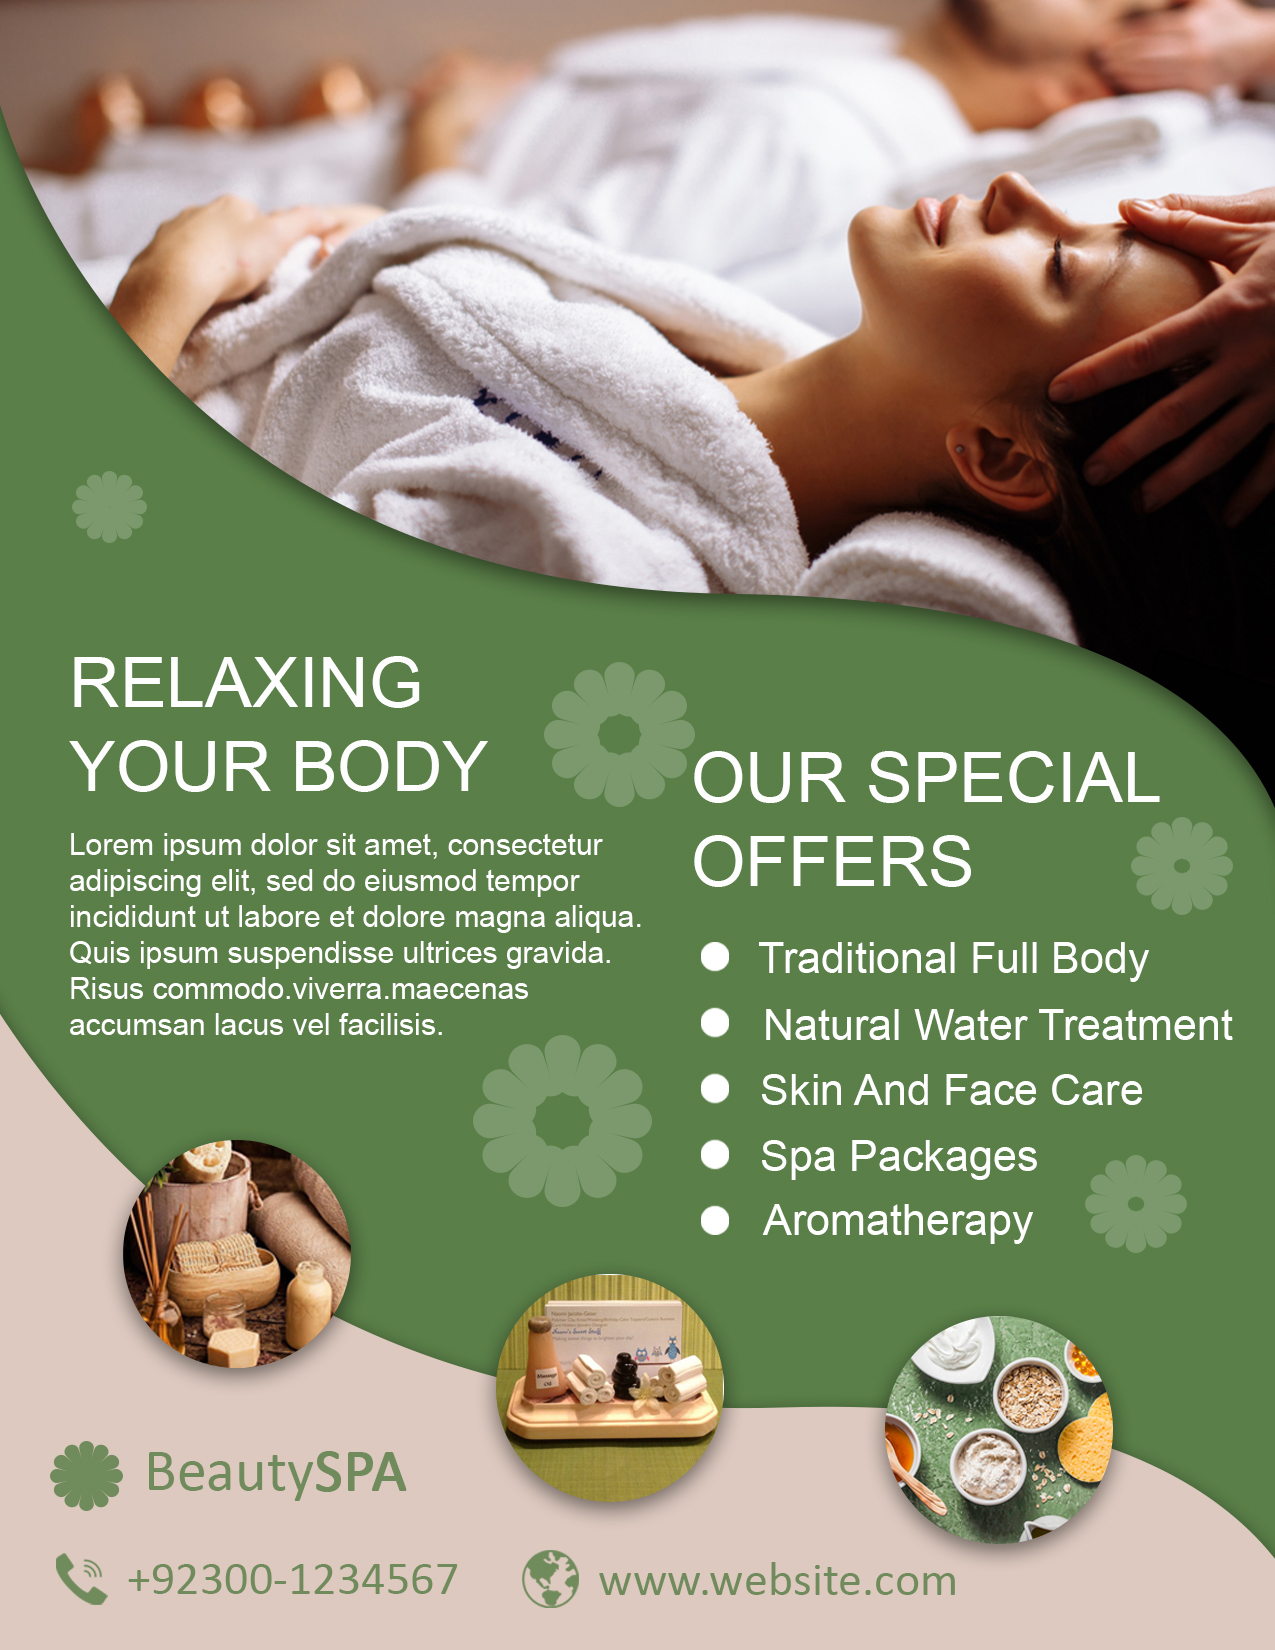 RELAXING
YOUR BODY
Lorem ipsum dolor sit amet, consectetur
adipiscing elit, sed do eiusmod tempor
incididunt ut labore et dolore magna aliqua.
Quis ipsum suspendisse ultrices gravida.
Risus commodo.viverra.maecenas
accumsan lacus vel facilisis.
OUR SPECIAL
OFFERS
Traditional Full Body
Natural Water Treatment
Skin And Face Care
Spa Packages
Aromatherapy
Massage
oil
BeautySPA
+92300-1234567
www.website.com